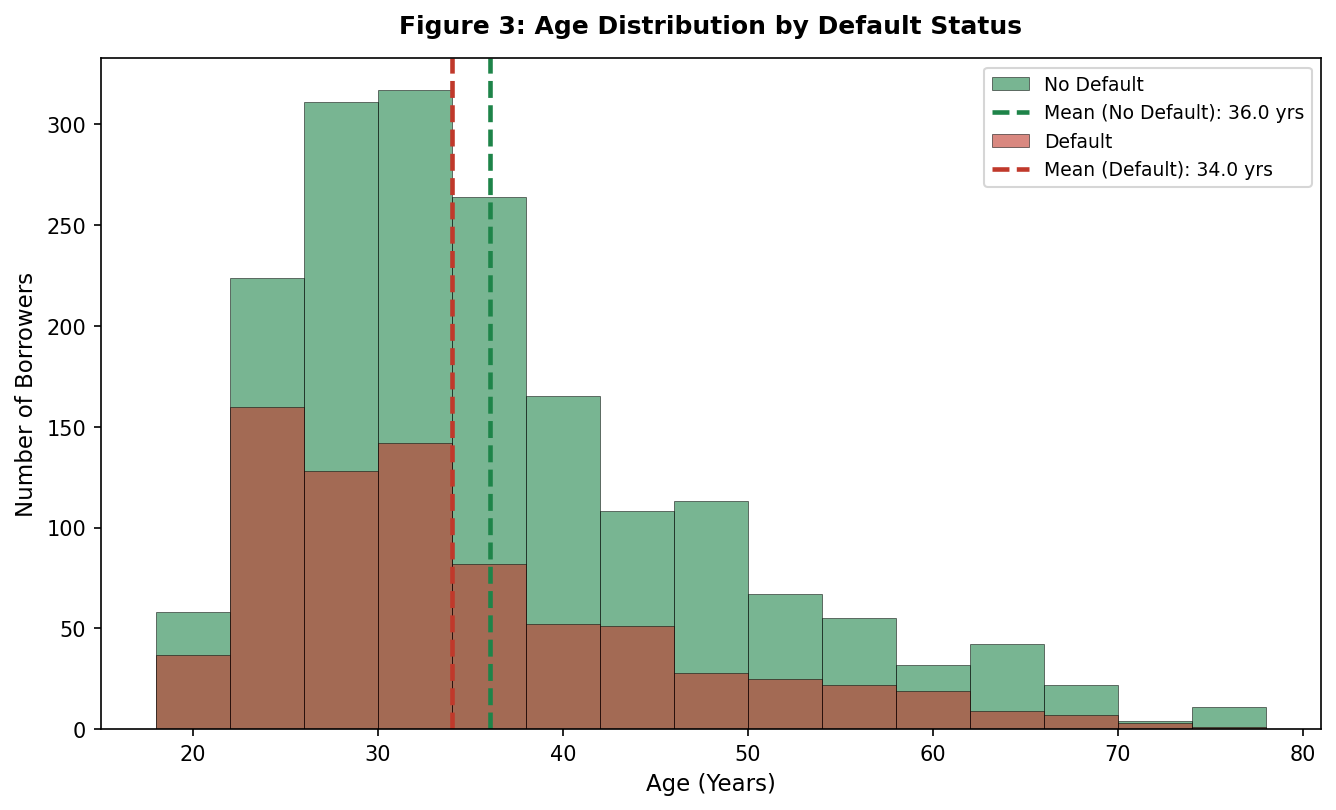 Figure 3: Age Distribution by Default Status
No Default
Mean (No Default): 36.0 yrs
Default
Mean (Default): 34.0 yrs
Number of Borrowers
300
250
200
150
100
50
0
20 30 40 50 60 70 80
Age (Years)